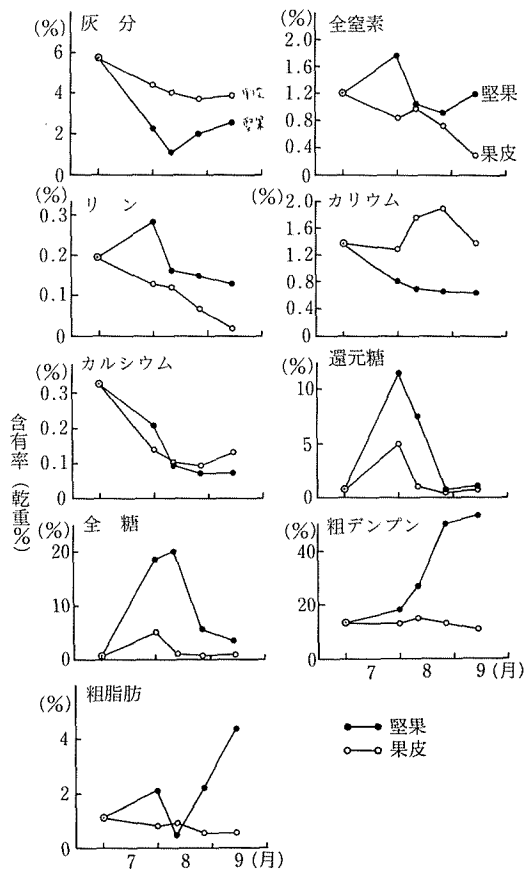 (%) 灰分
6
4
2
0
堅果
(%) 全窒素
2.0
1.6
1.2
0.8
0.4
0
堅果
果皮
(%) リン
0.3
0.2
0.1
0
(%) カリウム
2.0
1.6
1.2
0.8
0.4
0
(%) カルシウム
0.3
0.2
0.1
0
(%) 還元糖
10
5
0
含有率(乾重%)
(%) 全糖
20
10
0
(%) 粗デンプン
40
20
0
7 8 9(月)
(%) 粗脂肪
4
2
0
7 8 9(月)
堅果
果皮